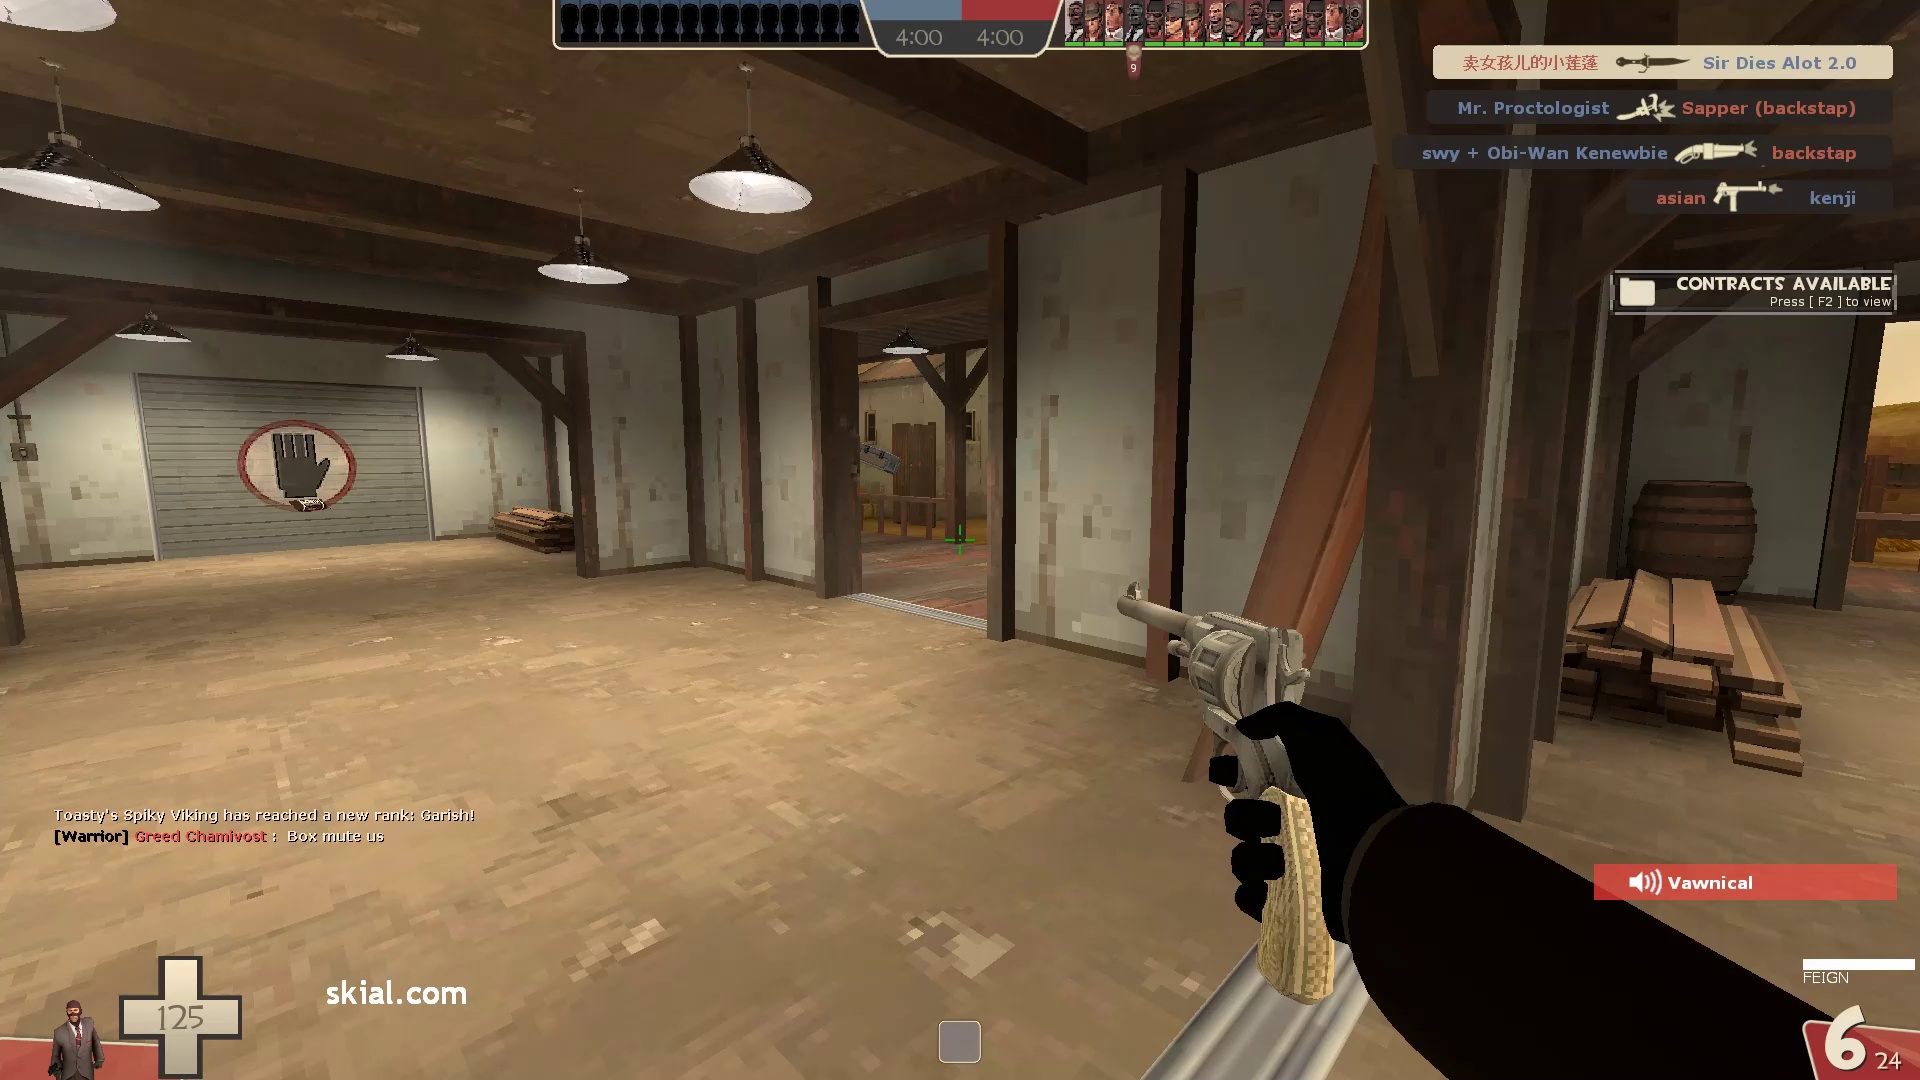 4:00 4:00
9
卖女孩儿的小莲蓬 Sir Dies Alot 2.0
Mr. Proctologist Sapper (backstap)
swy + Obi-Wan Kenewbie backstap
asian kenji
CONTRACTS AVAILABLE
Press [ F2 ] to view
Toasty's Spiky Viking has reached a new rank: Garish!
[Warrior] Greed Chamivost : Box mute us
Vawnical
FEIGN
skial.com
125
6 24